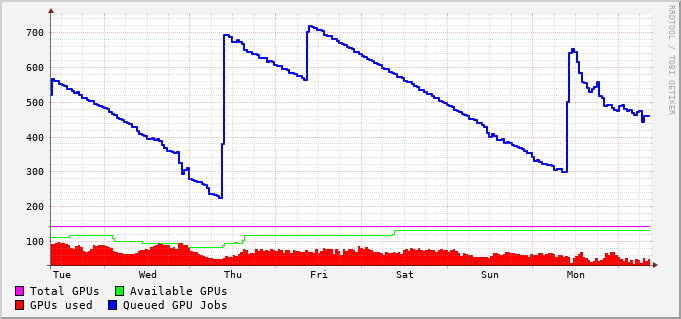 RRDTOOL / TOBI OETIKER
700
600
500
400
300
200
100
Tue Wed Thu Fri Sat Sun Mon
Total GPUs Available GPUs
GPUs used Queued GPU Jobs